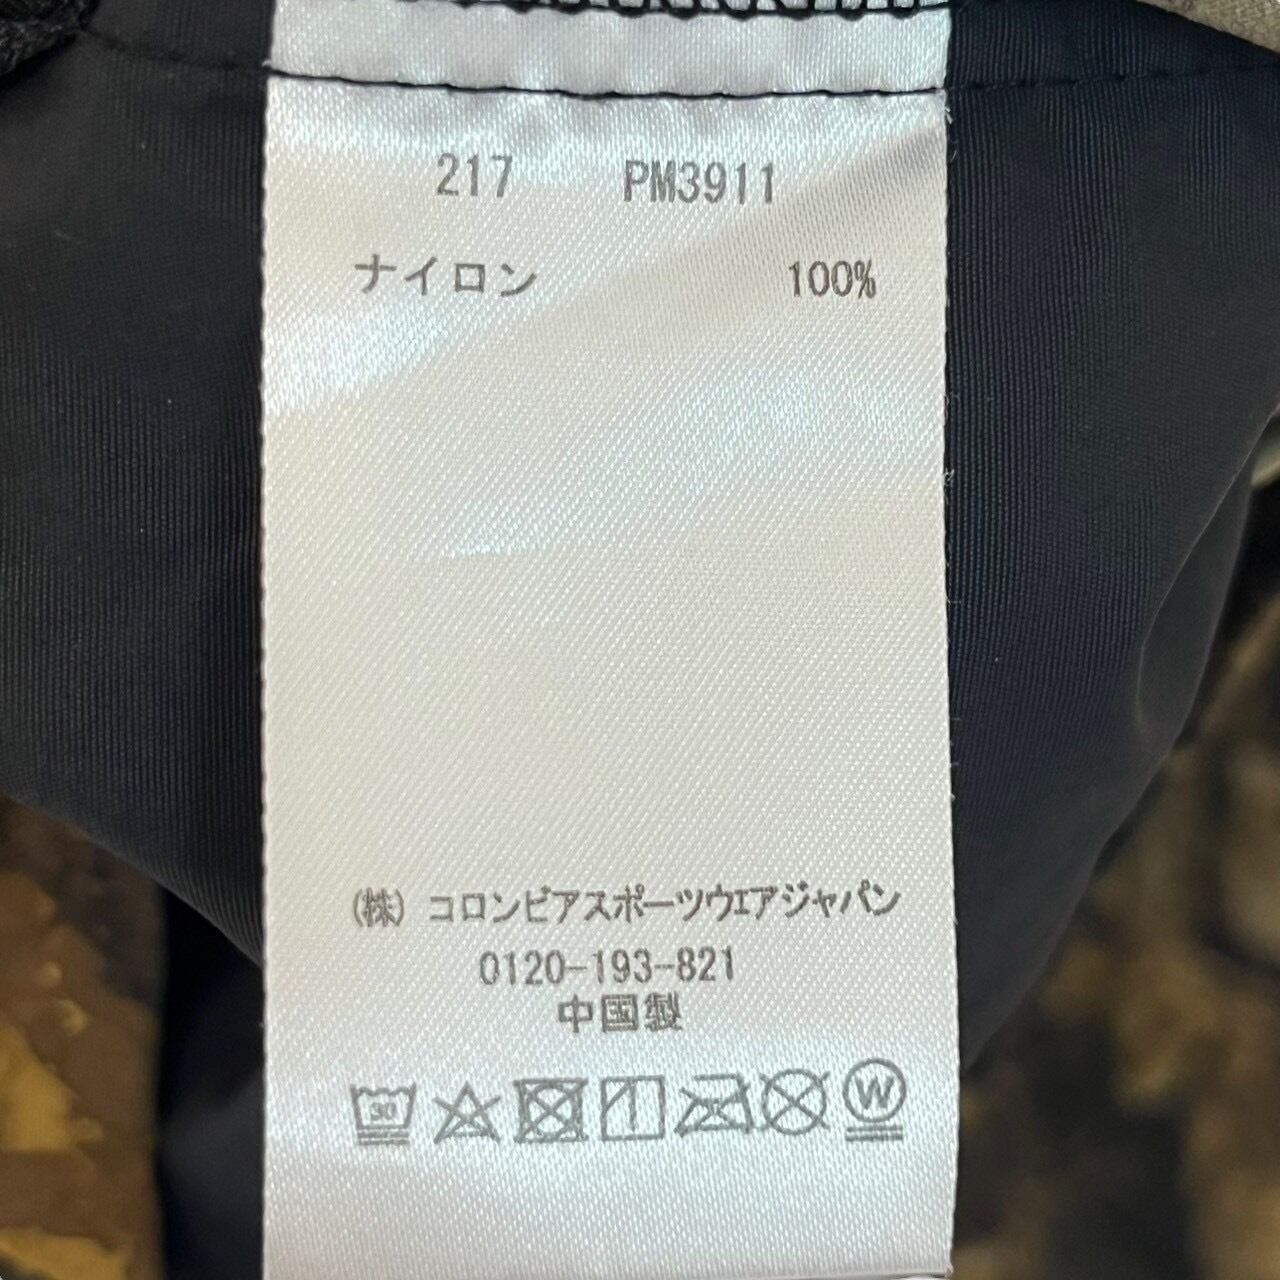 217 PM3911
ナイロン 100%
(株) コロンビアスポーツウエアジャパン
0120-193-821
中国製
30 W